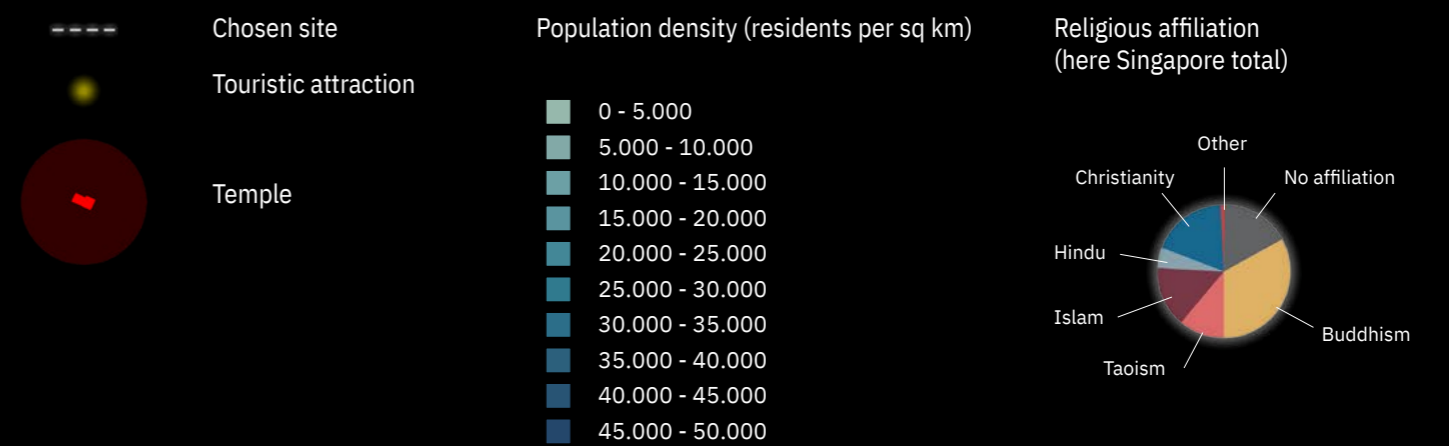 Chosen site
Touristic attraction
Temple
Population density (residents per sq km)
0 - 5.000
5.000 - 10.000
10.000 - 15.000
15.000 - 20.000
20.000 - 25.000
25.000 - 30.000
30.000 - 35.000
35.000 - 40.000
40.000 - 45.000
45.000 - 50.000
Religious affiliation
(here Singapore total)
Other
Christianity
No affiliation
Hindu
Islam
Buddhism
Taoism